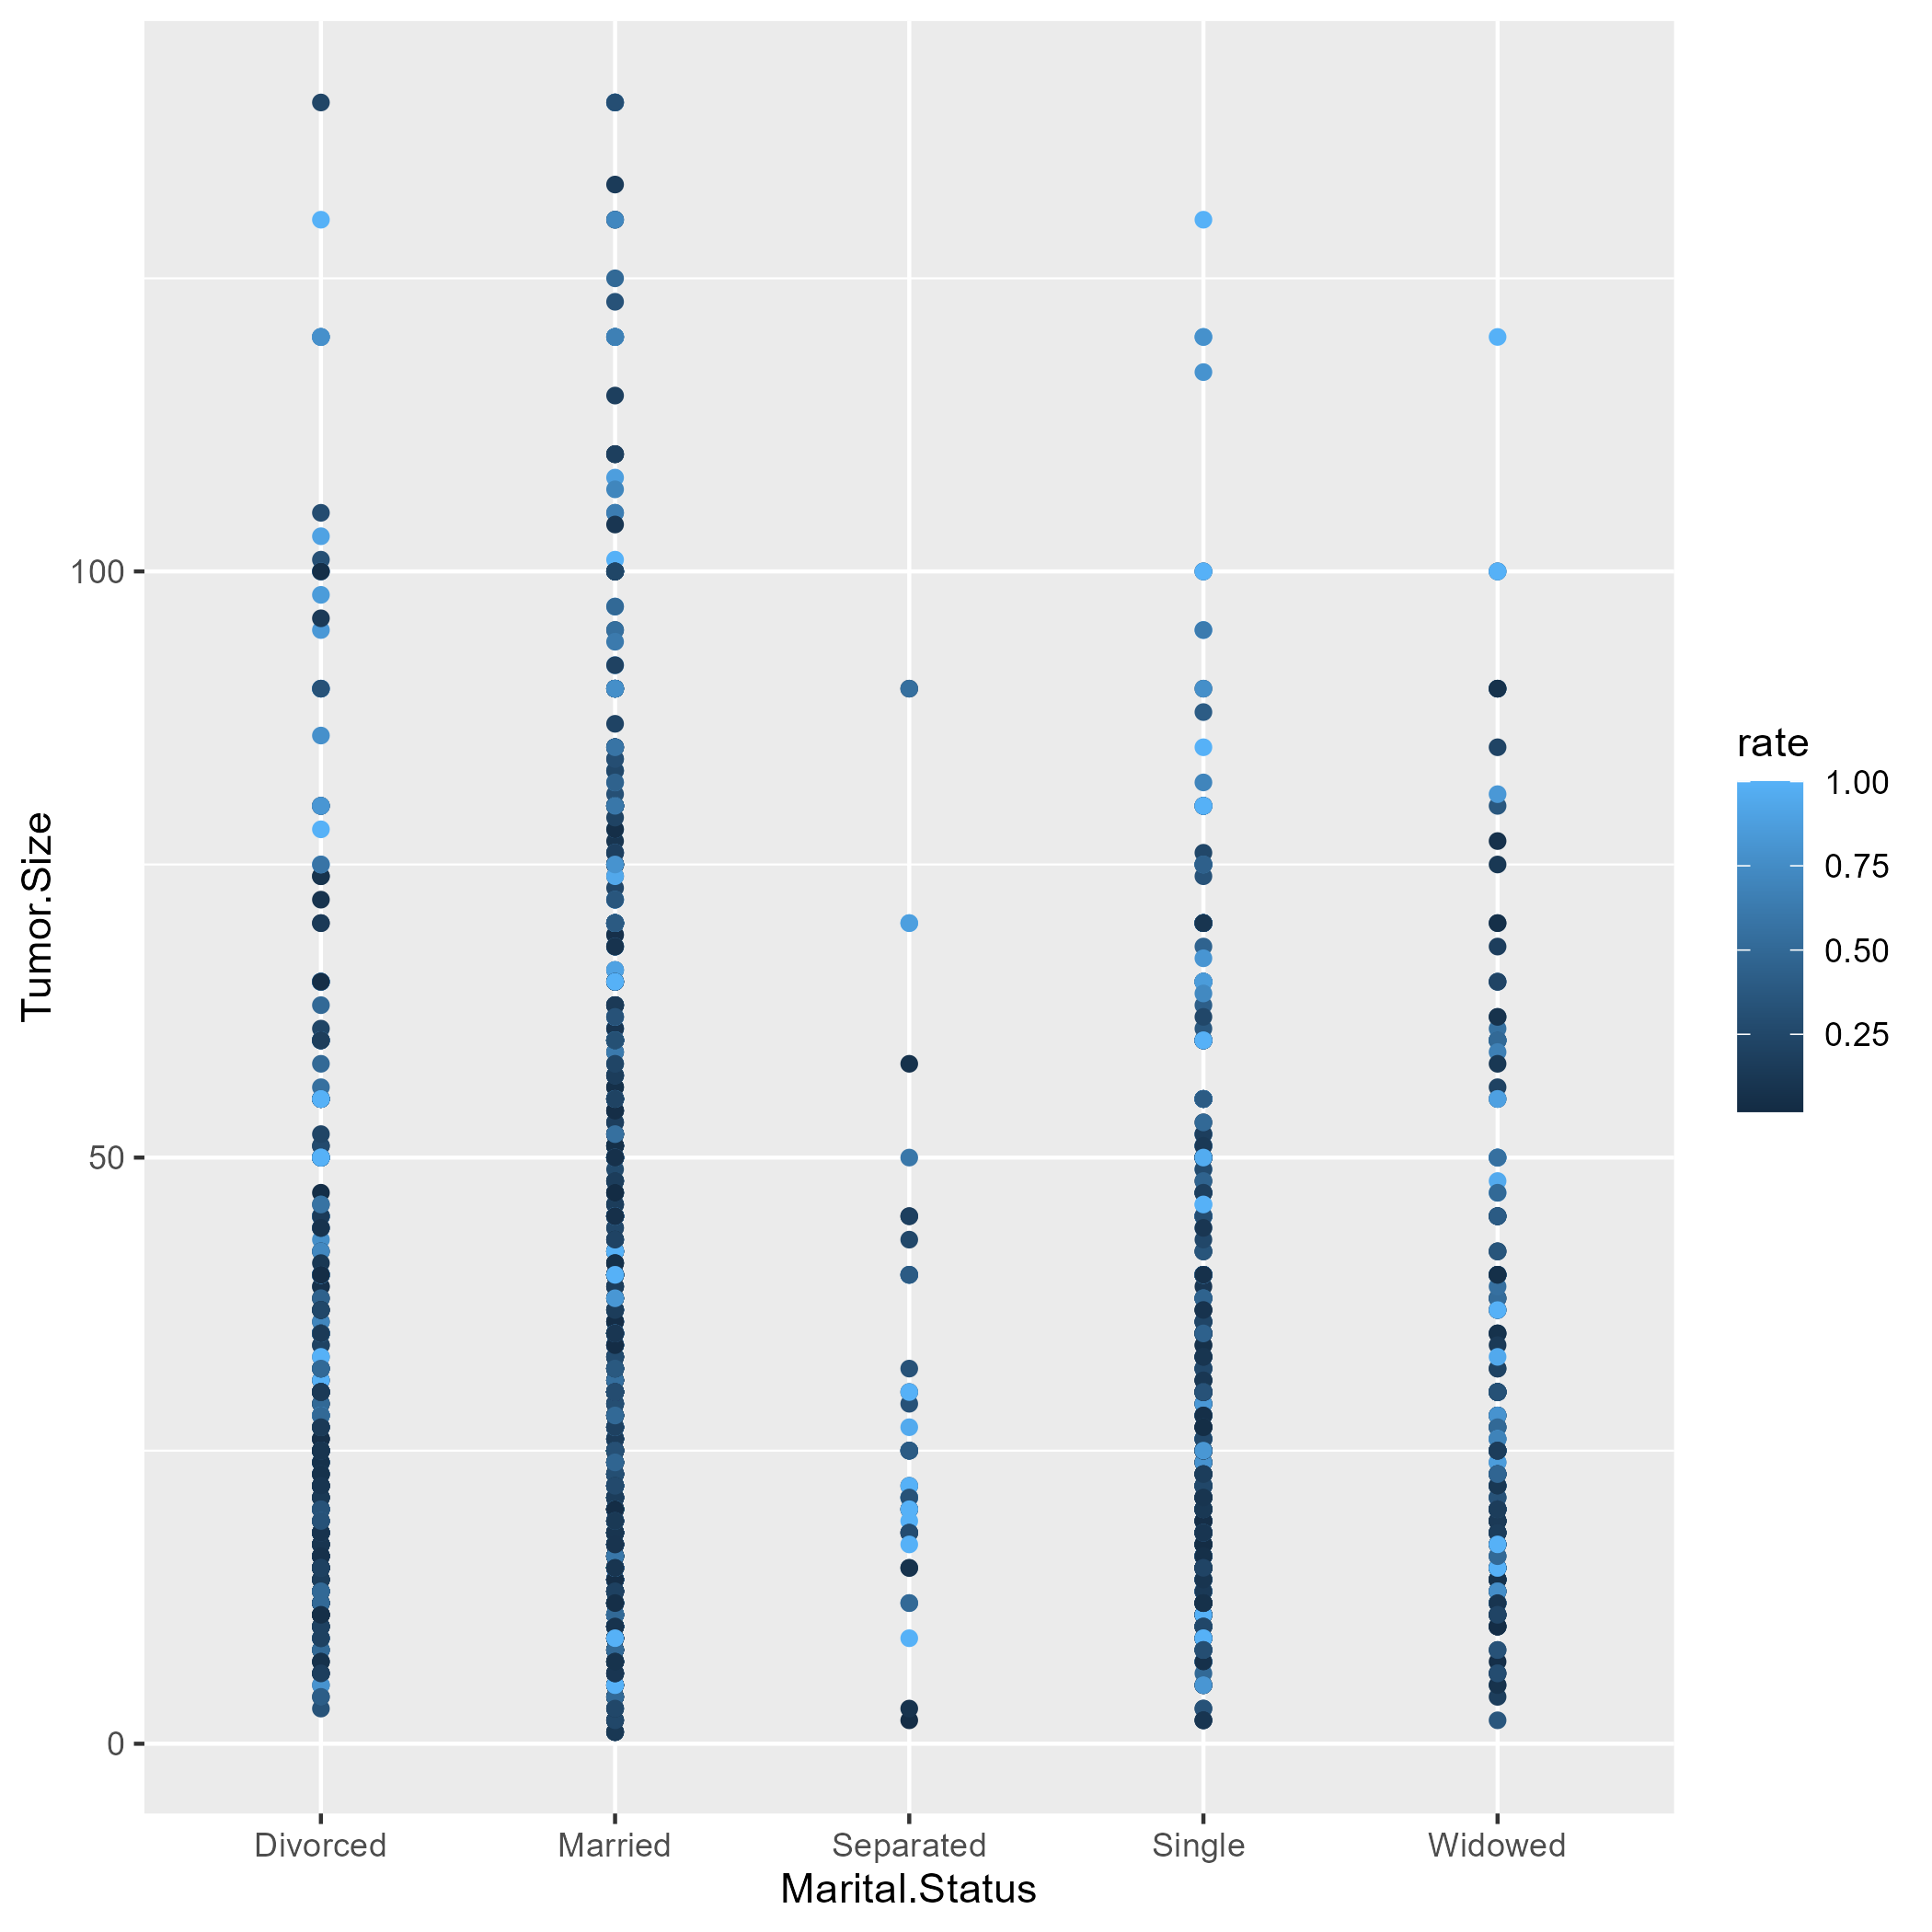 Tumor.Size
100
50
0
Divorced
Married
Separated
Single
Widowed
Marital.Status
rate
1.00
0.75
0.50
0.25